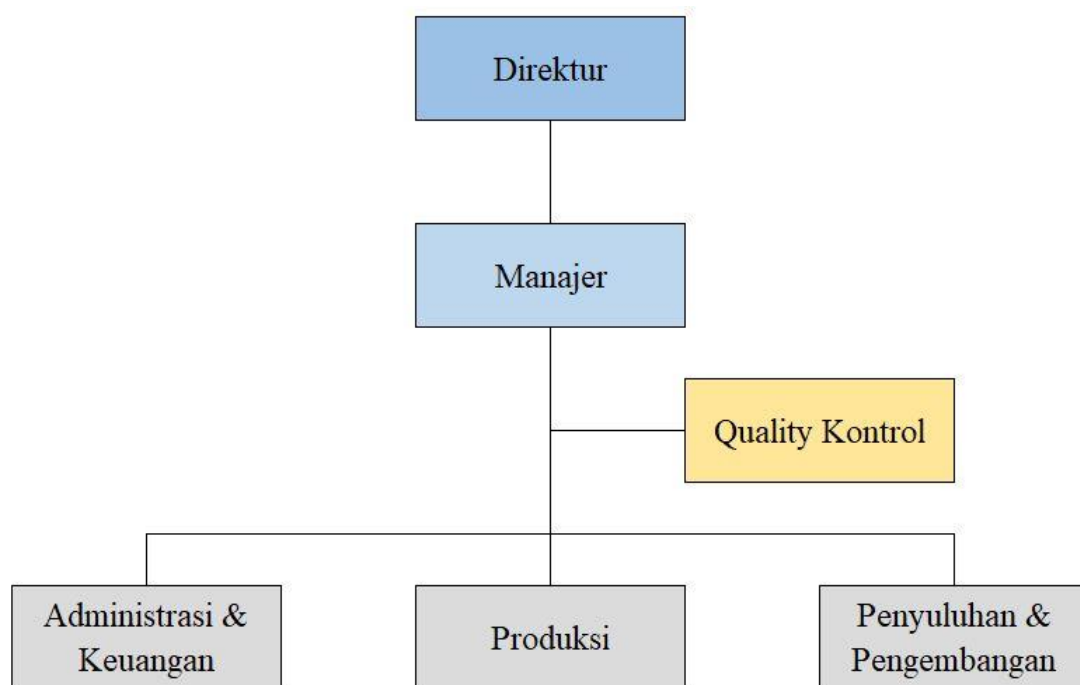 Direktur
Manajer
Quality Kontrol
Administrasi &
Keuangan
Produksi
Penyuluhan &
Pengembangan